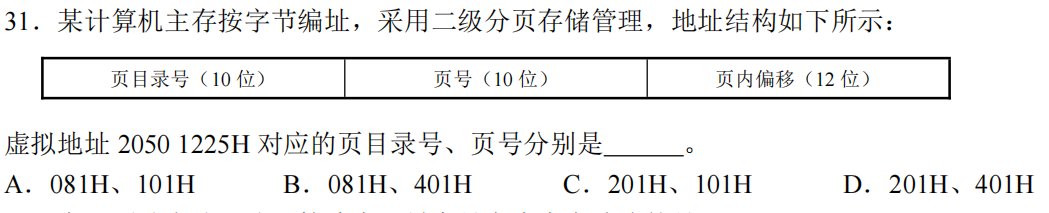 31．某计算机主存按字节编址，采用二级分页存储管理，地址结构如下所示：
页目录号（10 位） 页号（10 位） 页内偏移（12 位）
虚拟地址 2050 1225H 对应的页目录号、页号分别是______。
A．081H、101H B．081H、401H C．201H、101H D．201H、401H